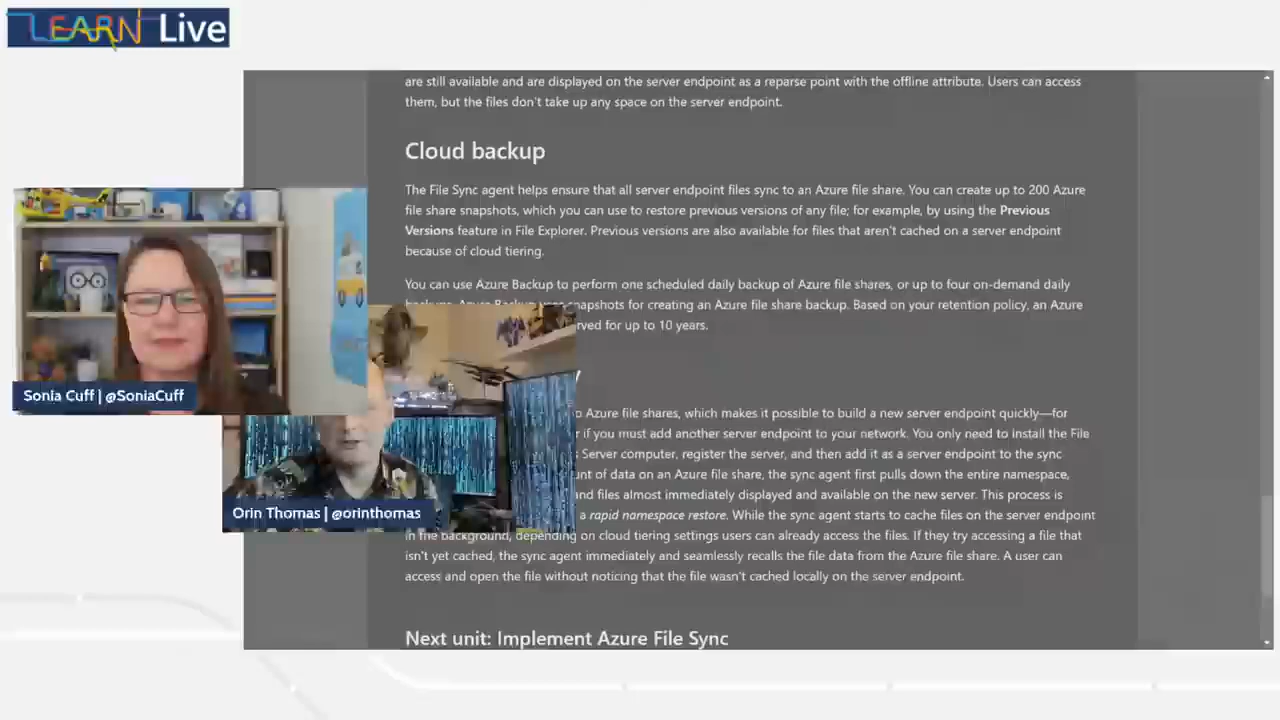 LEARN Live
are still available and are displayed on the server endpoint as a reparse point with the offline attribute. Users can access
them, but the files don't take up any space on the server endpoint.
Cloud backup
The File Sync agent helps ensure that all server endpoint files sync to an Azure file share. You can create up to 200 Azure
file share snapshots, which you can use to restore previous versions of any file; for example, by using the Previous
Versions feature in File Explorer. Previous versions are also available for files that aren't cached on a server endpoint
because of cloud tiering.
You can use Azure Backup to perform one scheduled daily backup of Azure file shares, or up to four on-demand daily
snapshots for creating an Azure file share backup. Based on your retention policy, an Azure
for up to 10 years.
Sonia Cuff | @SoniaCuff
Azure file shares, which makes it possible to build a new server endpoint quickly—for
if you must add another server endpoint to your network. You only need to install the File
Server computer, register the server, and then add it as a server endpoint to the sync
of data on an Azure file share, the sync agent first pulls down the entire namespace,
and files almost immediately displayed and available on the new server. This process is
a rapid namespace restore. While the sync agent starts to cache files on the server endpoint
Orin Thomas | @orinthomas
in the background, depending on cloud tiering settings users can already access the files. If they try accessing a file that
isn't yet cached, the sync agent immediately and seamlessly recalls the file data from the Azure file share. A user can
access and open the file without noticing that the file wasn't cached locally on the server endpoint.
Next unit: Implement Azure File Sync